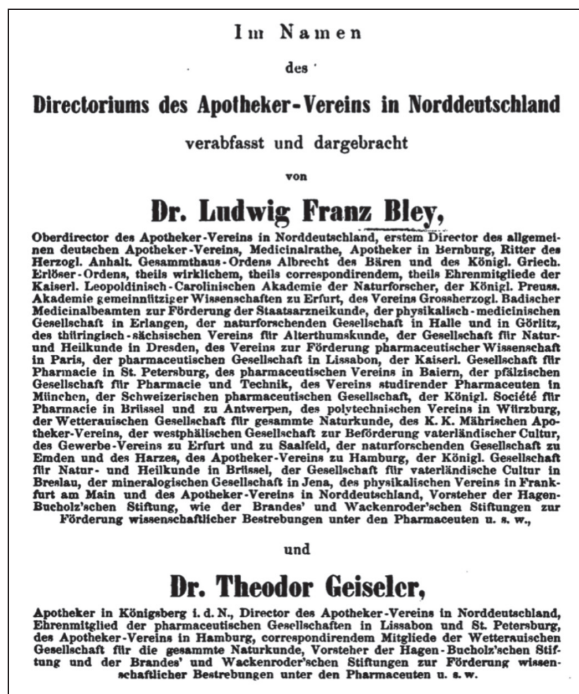 Im Namen
des
Directoriums des Apotheker-Vereins in Norddeutschland
verabfasst und dargebracht
von
Dr. Ludwig Franz Bley,
Oberdirector des Apotheker-Vereins in Norddeutschland, erstem Director des allgemei-
nen deutschen Apotheker-Vereins, Medicinalrathe, Apotheker in Bernburg, Ritter des
Herzogl. Anhalt. Gesammthaus-Ordens Albrecht des Bären und des Königl. Griech.
Erlöser-Ordens, theils wirklichem, theils correspondirendem, theils Ehrenmitgliede der
Kaiserl. Leopoldinisch-Carolinischen Akademie der Naturforscher, der Königl. Preuss.
Akademie gemeinnütziger Wissenschaften zu Erfurt, des Vereins Grossherzogl. Badischer
Medicinalbeamten zur Förderung der Staatsarzneikunde, der physikalisch-medicinischen
Gesellschaft in Erlangen, der naturforschenden Gesellschaft in Halle und in Görlitz,
des thüringisch-sächsischen Vereins für Alterthumskunde, der Gesellschaft für Natur-
und Heilkunde in Dresden, des Vereins zur Förderung pharmaceutischer Wissenschaft
in Paris, der pharmaceutischen Gesellschaft in Lissabon, der Kaiserl. Gesellschaft für
Pharmacie in St. Petersburg, des pharmaceutischen Vereins in Baiern, der pfälzischen
Gesellschaft für Pharmacie und Technik, des Vereins studirender Pharmaceuten in
München, der Schweizerischen pharmaceutischen Gesellschaft, der Königl. Société für
Pharmacie in Brüssel und zu Antwerpen, des polytechnischen Vereins in Würzburg,
der Wetterauischen Gesellschaft für gesammte Naturkunde, des K. K. Mährischen Apo-
theker-Vereins, der westphälischen Gesellschaft zur Beförderung vaterländischer Cultur,
des Gewerbe-Vereins zu Erfurt und zu Saalfeld, der naturforschenden Gesellschaft zu
Emden und des Harzes, des Apotheker-Vereins zu Hamburg, der Königl. Gesellschaft
für Natur- und Heilkunde in Brüssel, der Gesellschaft für vaterländische Cultur in
Breslau, der mineralogischen Gesellschaft in Jena, des physikalischen Vereins in Frank-
furt am Main und des Apotheker-Vereins in Norddeutschland, Vorsteher der Hagen-
Bucholz'schen Stiftung, wie der Brandes' und Wackenroder'schen Stiftungen zur
Förderung wissenschaftlicher Bestrebungen unter den Pharmaceuten u. s. w.,
und
Dr. Theodor Geiseler,
Apotheker in Königsberg i. d. N., Director des Apotheker-Vereins in Norddeutschland,
Ehrenmitglied der pharmaceutischen Gesellschaften in Lissabon und St. Petersburg,
des Apotheker-Vereins in Hamburg, correspondirendem Mitgliede der Wetterauischen
Gesellschaft für die gesammte Naturkunde, Vorsteher der Hagen-Bucholz'schen Stif-
tung und der Brandes' und Wackenroder'schen Stiftungen zur Förderung wissen-
schaftlicher Bestrebungen unter den Pharmaceuten u. s. w.